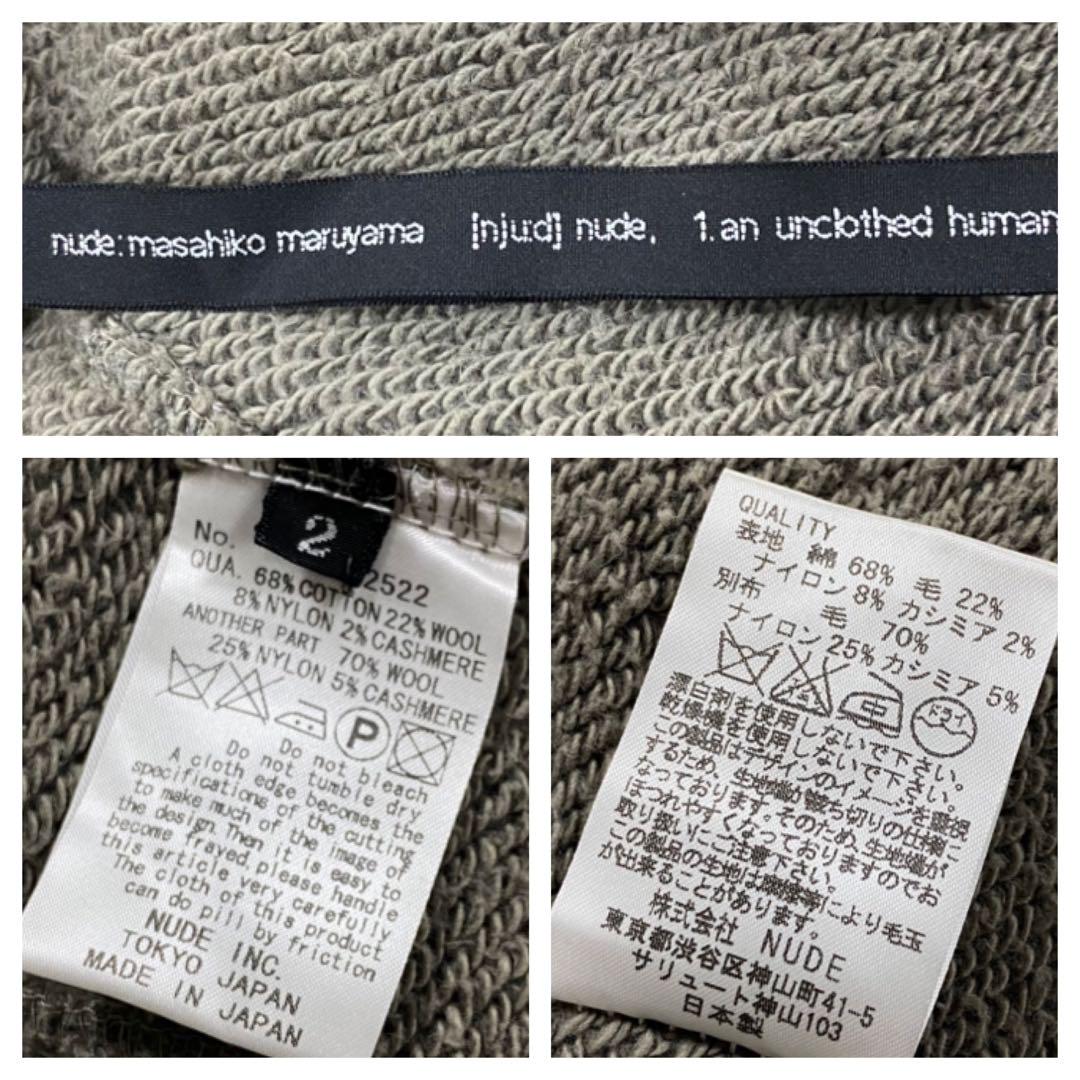 nude:masahiko maruyama [nju:d] nude, 1.an unclothed human
2
No. 2522
QUA. 68% COTTON 22% WOOL
8% NYLON 2% CASHMERE
ANOTHER PART 70% WOOL
25% NYLON 5% CASHMERE
P
Do not bleach
Do not tumble dry
A cloth edge becomes the
specifications of the cutting
to make much of the image of
the design. Then it is easy to
become frayed, please handle
this article very carefully
The cloth of this product
can do pill by friction
NUDE INC.
TOKYO JAPAN
MADE IN JAPAN
QUALITY
表地 綿 68% 毛 22%
ナイロン 8% カシミア 2%
別布 毛 70%
ナイロン 25% カシミア 5%
中 ドライ
漂白剤を使用しないで下さい。
乾燥機を使用しないで下さい。
この製品はデザインのイメージを重視
するため、生地端が裁ち切りの仕様に
なっております。そのため、生地端が
ほつれやすくなっておりますのでお
取り扱いにご注意下さい。
この製品の生地は摩擦等により毛玉
が出来ることがあります。
株式会社 NUDE
東京都渋谷区神山町41-5
サリュート神山103
日本製